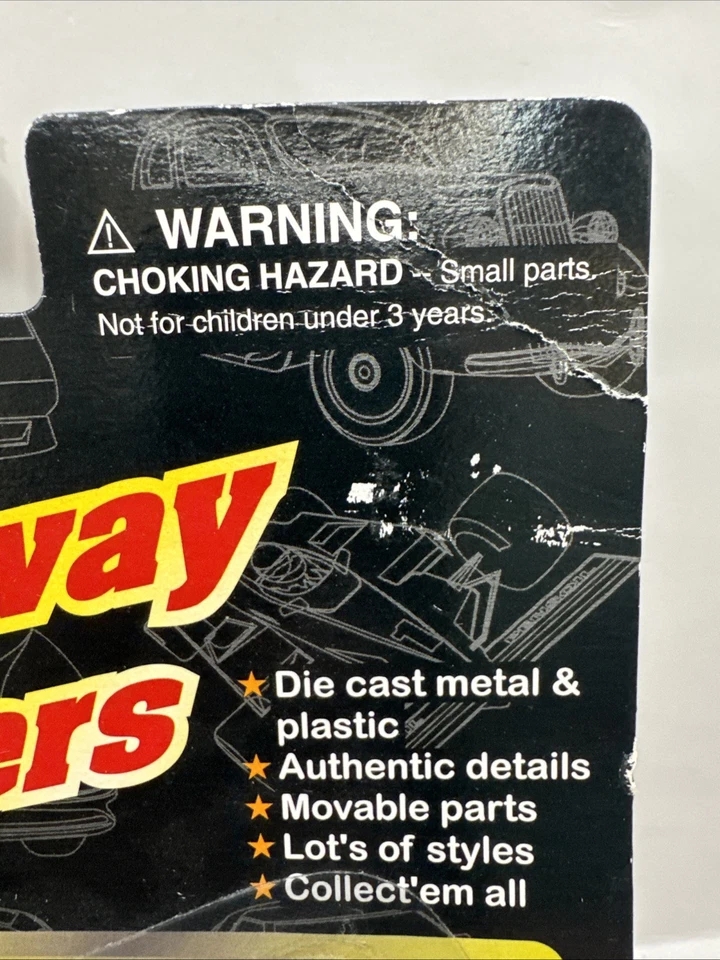 WARNING:
CHOKING HAZARD -- Small parts.
Not for children under 3 years.
way
ers
Die cast metal &
plastic
Authentic details
Movable parts
Lot's of styles
Collect'em all